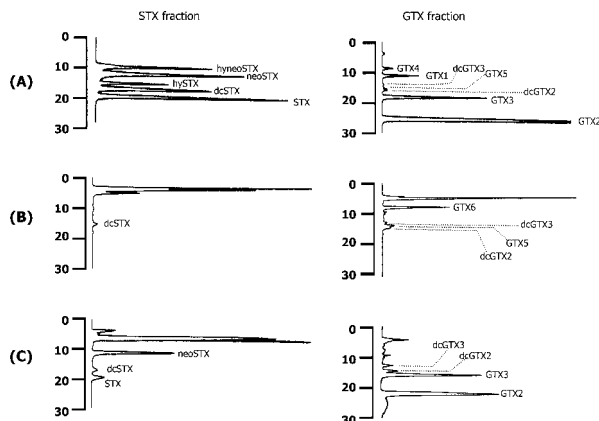 STX fraction
GTX fraction
(A)
0
10
20
30
hyneoSTX
neoSTX
hySTX
dcSTX
STX
0
10
20
30
GTX4
GTX1
dcGTX3
GTX5
dcGTX2
GTX3
GTX2
(B)
0
10
20
30
dcSTX
0
10
20
30
GTX6
dcGTX3
GTX5
dcGTX2
(C)
0
10
20
30
neoSTX
dcSTX
STX
0
10
20
30
dcGTX3
dcGTX2
GTX3
GTX2